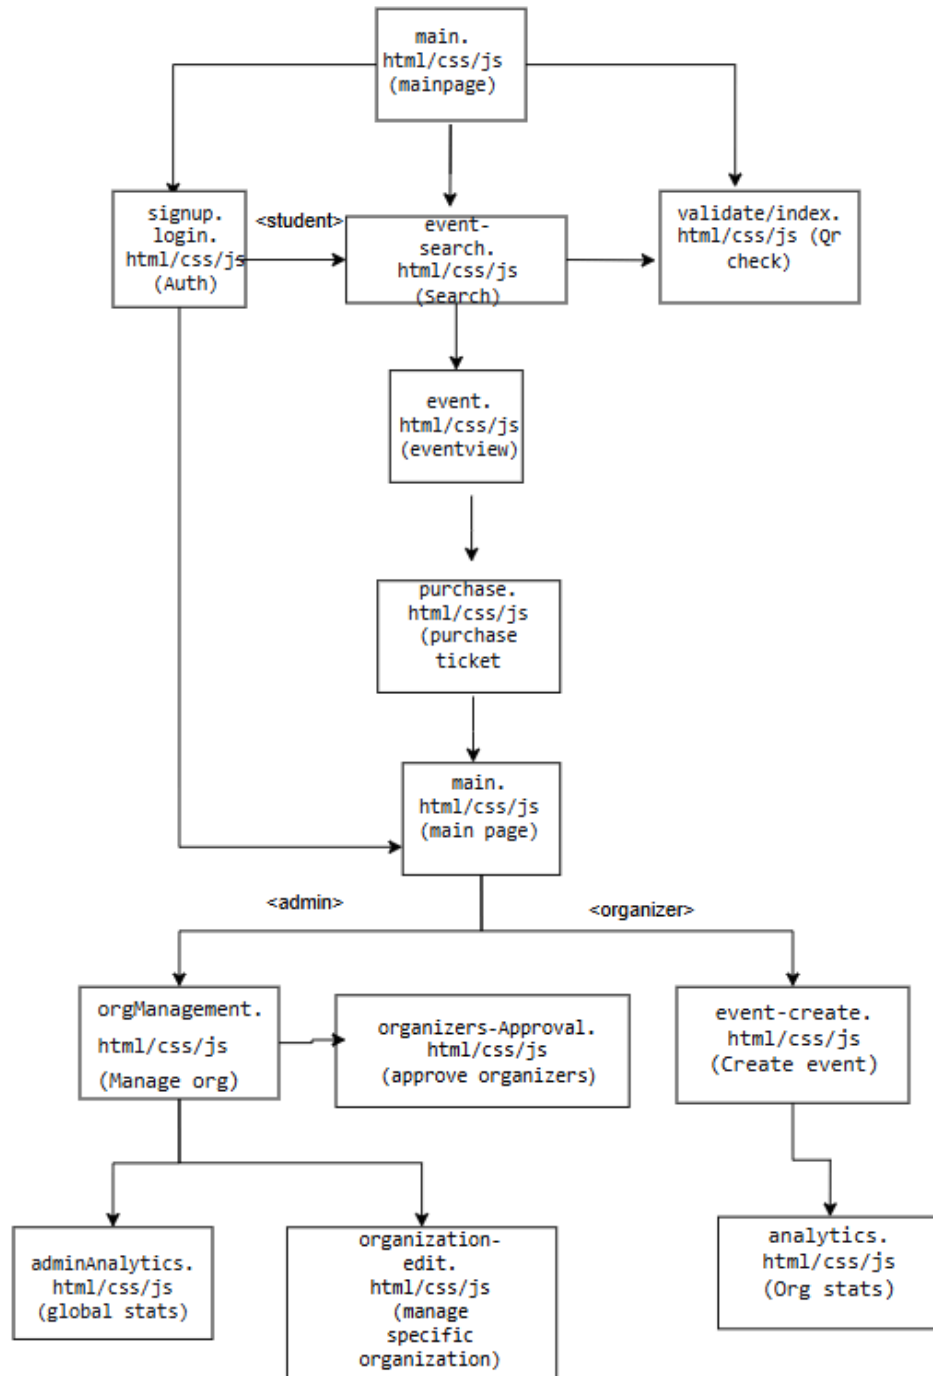 main.
html/css/js
(mainpage)
signup.
login.
html/css/js
(Auth)
<student>
event-
search.
html/css/js
(Search)
validate/index.
html/css/js (Qr
check)
event.
html/css/js
(eventview)
purchase.
html/css/js
(purchase
ticket
main.
html/css/js
(main page)
<admin>
<organizer>
orgManagement.
html/css/js
(Manage org)
organizers-Approval.
html/css/js
(approve organizers)
event-create.
html/css/js
(Create event)
adminAnalytics.
html/css/js
(global stats)
organization-
edit.
html/css/js
(manage
specific
organization)
analytics.
html/css/js
(Org stats)